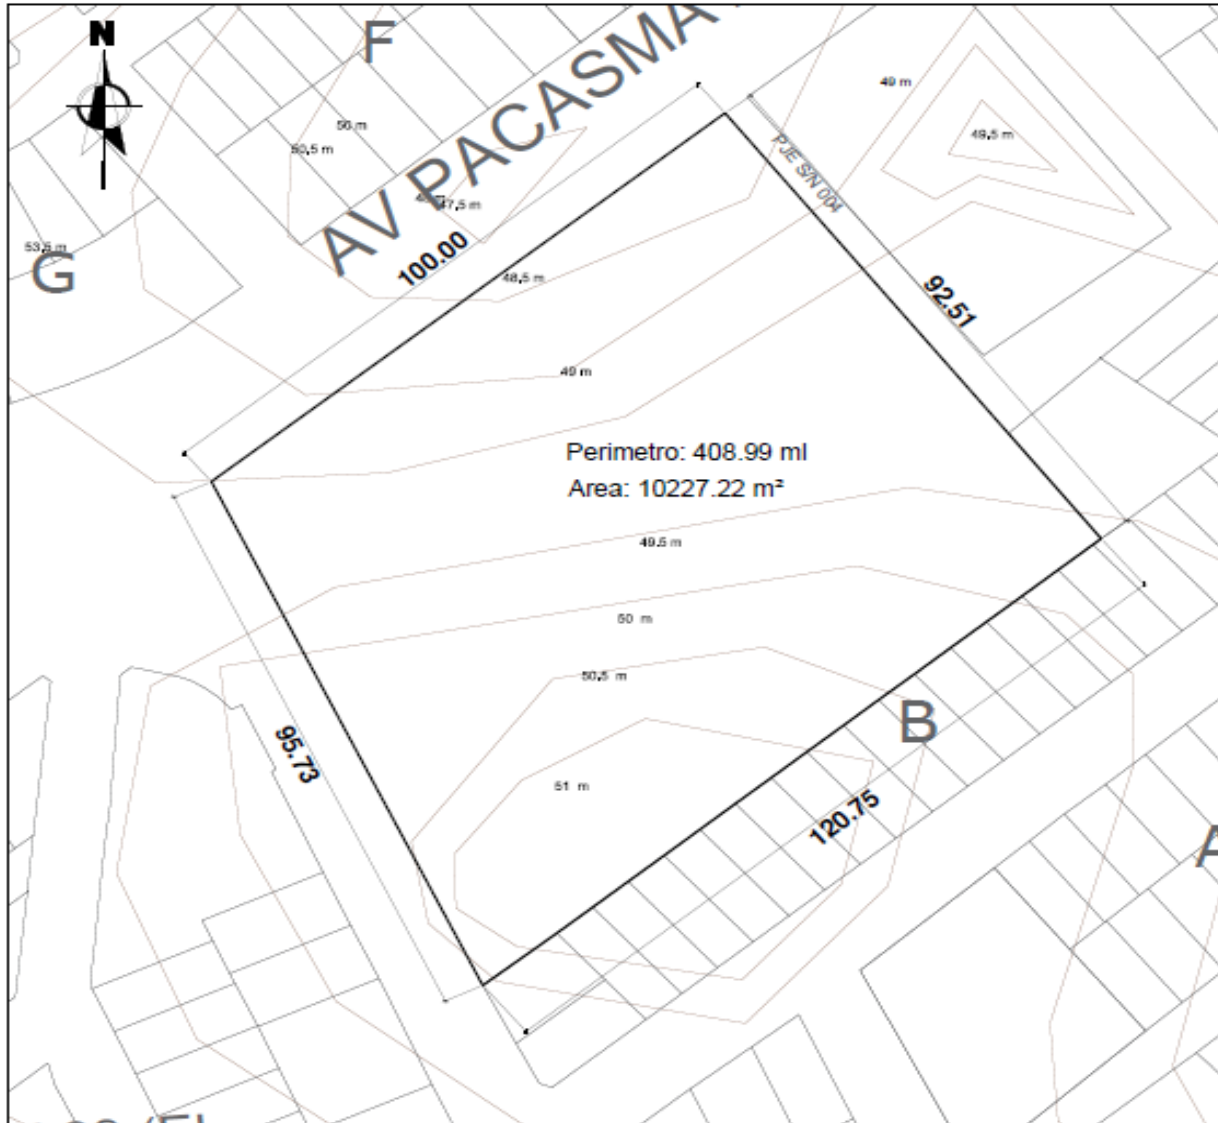 N
F
AV PACASMA
49 m
50 m
50,5 m
49,5 m
PJE S/N 004
47,5 m
53,5 m
G
100.00
48,5 m
92.51
49 m
Perimetro: 408.99 ml
Area: 10227.22 m²
49,5 m
50 m
50,5 m
B
95.73
51 m
120.75
A